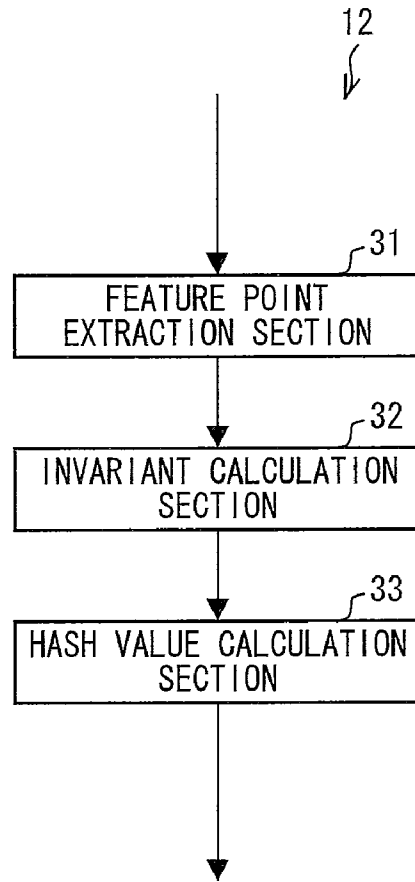 12
31
FEATURE POINT
EXTRACTION SECTION
32
INVARIANT CALCULATION
SECTION
33
HASH VALUE CALCULATION
SECTION